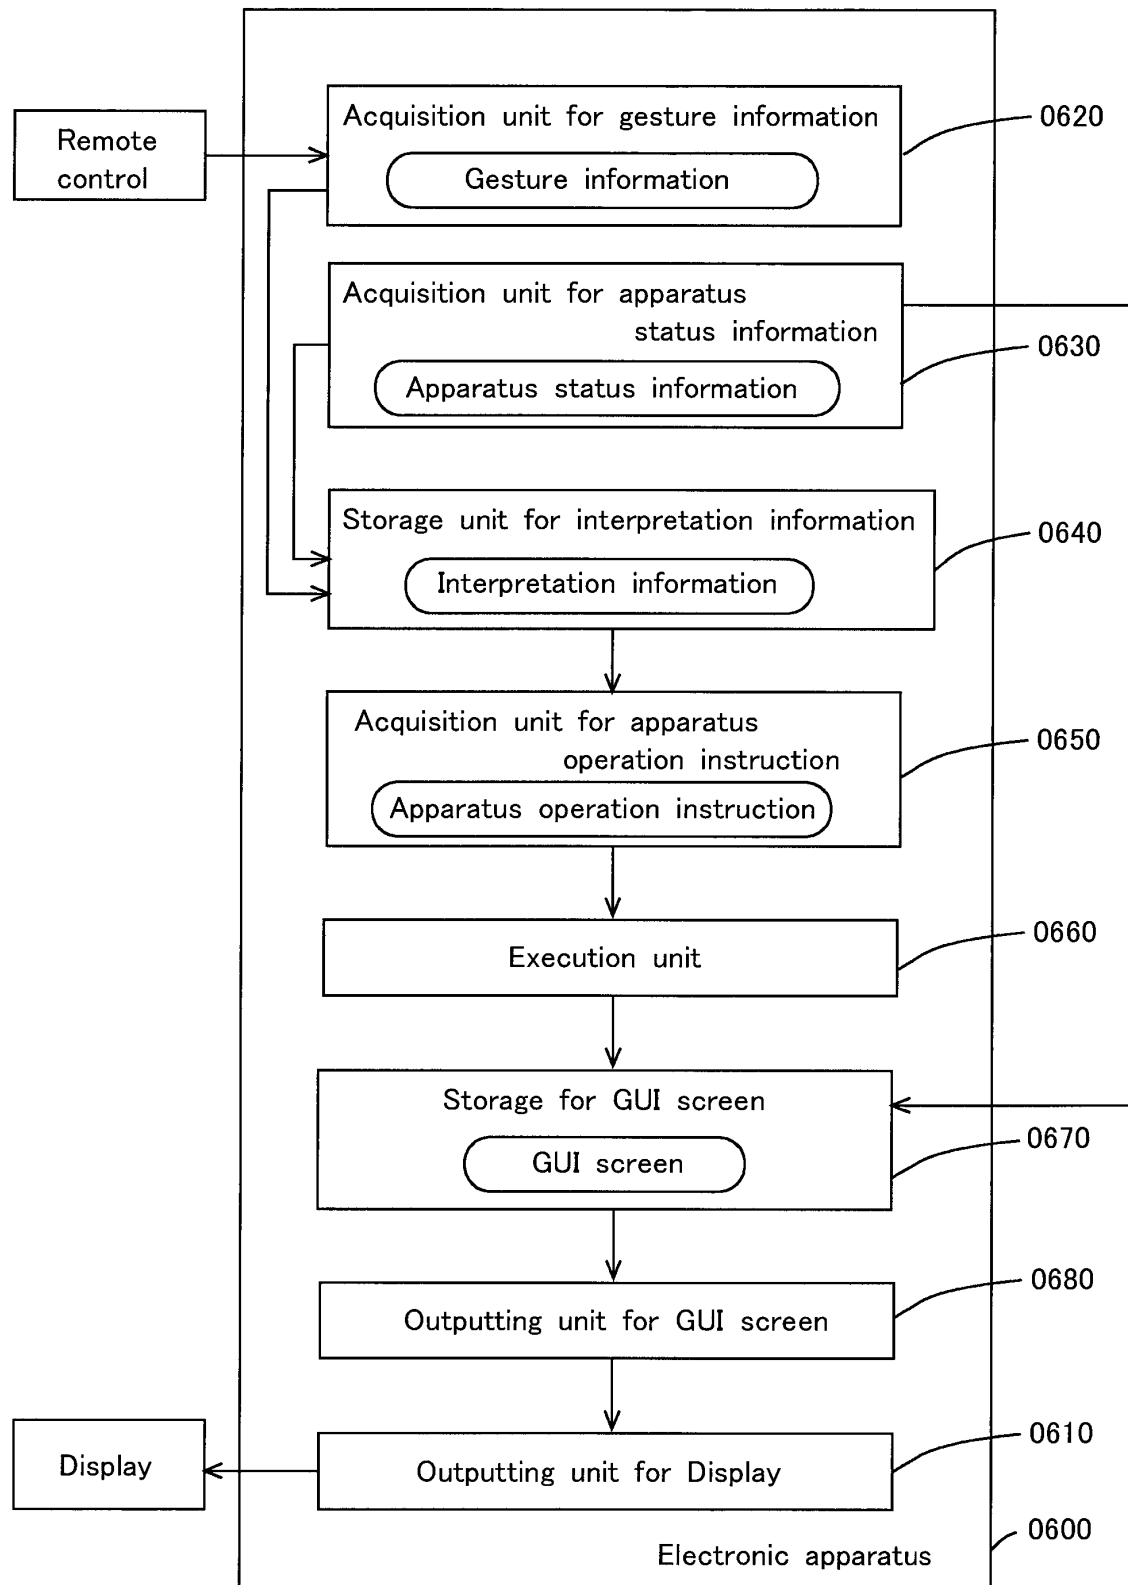 Remote
control
Acquisition unit for gesture information
Gesture information
0620
Acquisition unit for apparatus
status information
Apparatus status information
0630
Storage unit for interpretation information
Interpretation information
0640
Acquisition unit for apparatus
operation instruction
Apparatus operation instruction
0650
Execution unit
0660
Storage for GUI screen
GUI screen
0670
Outputting unit for GUI screen
0680
Display
Outputting unit for Display
0610
Electronic apparatus
0600